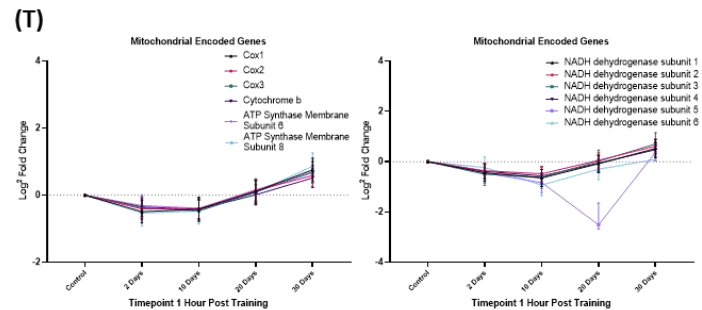 (T)
Mitochondrial Encoded Genes
Cox1
Cox2
Cox3
Cytochrome b
ATP Synthase Membrane
Subunit 6
ATP Synthase Membrane
Subunit 8
Log2 Fold Change
4
2
0
-2
Control
2 Days
10 Days
20 Days
30 Days
Timepoint 1 Hour Post Training
Mitochondrial Encoded Genes
NADH dehydrogenase subunit 1
NADH dehydrogenase subunit 2
NADH dehydrogenase subunit 3
NADH dehydrogenase subunit 4
NADH dehydrogenase subunit 5
NADH dehydrogenase subunit 6
Log2 Fold Change
4
2
0
-2
-4
Control
2 Days
10 Days
20 Days
30 Days
Timepoint 1 Hour Post Training